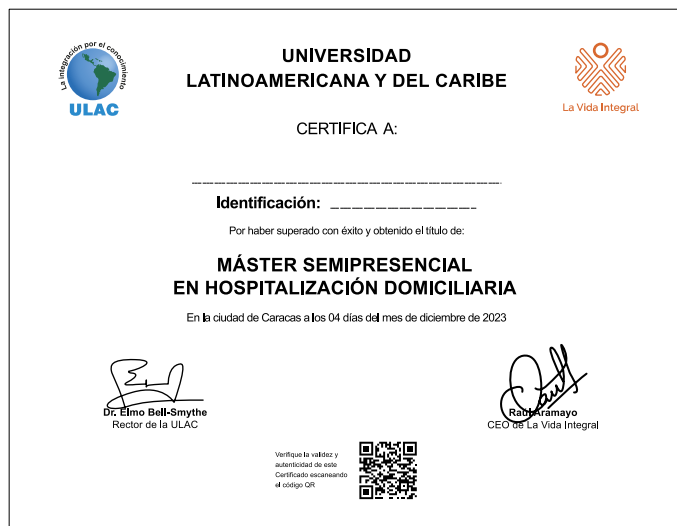 La integración por el conocimiento
ULAC
UNIVERSIDAD
LATINOAMERICANA Y DEL CARIBE
La Vida Integral
CERTIFICA A:
Identificación:
Por haber superado con éxito y obtenido el título de:
MÁSTER SEMIPRESENCIAL
EN HOSPITALIZACIÓN DOMICILIARIA
En la ciudad de Caracas a los 04 días del mes de diciembre de 2023
Dr. Elmo Bell-Smythe
Rector de la ULAC
Raúl Aramayo
CEO de La Vida Integral
Verifique la validez y
autenticidad de este
Certificado escaneando
el código QR